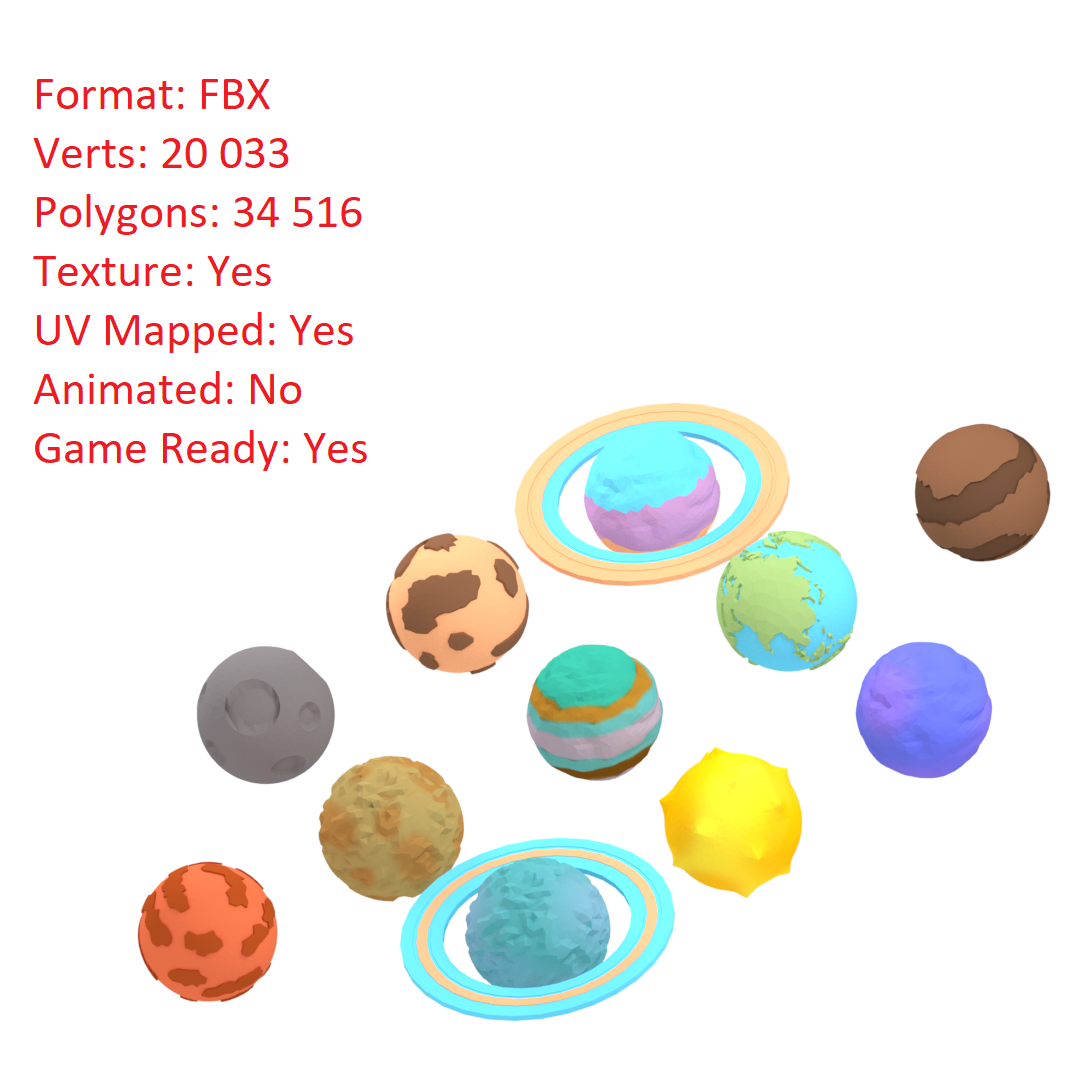 Format: FBX
Verts: 20 033
Polygons: 34 516
Texture: Yes
UV Mapped: Yes
Animated: No
Game Ready: Yes